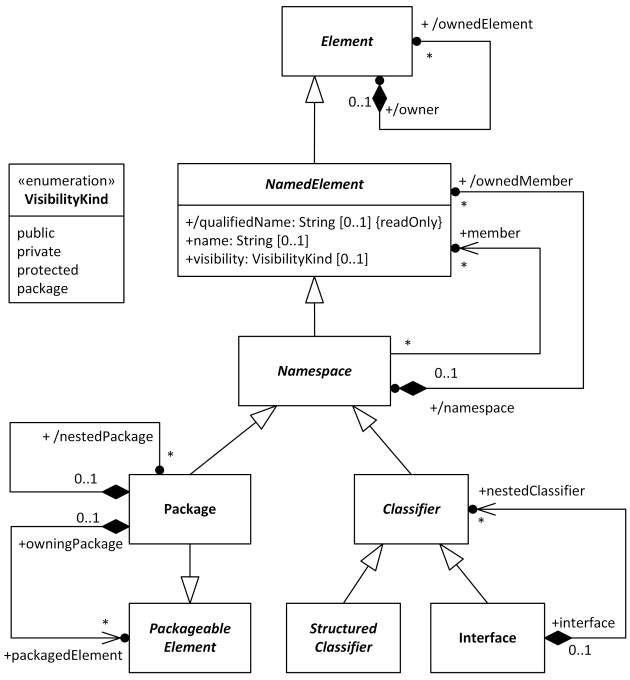 + /ownedElement
Element
*
0..1
+/owner
«enumeration»
VisibilityKind
public
private
protected
package
NamedElement
+/qualifiedName: String [0..1] {readOnly}
+name: String [0..1]
+visibility: VisibilityKind [0..1]
+ /ownedMember
*
+member
*
*
Namespace
0..1
+/namespace
+ /nestedPackage
*
0..1
Package
0..1
+owningPackage
Classifier
+nestedClassifier
*
*
+packagedElement
Packageable
Element
Structured
Classifier
Interface
+interface
0..1